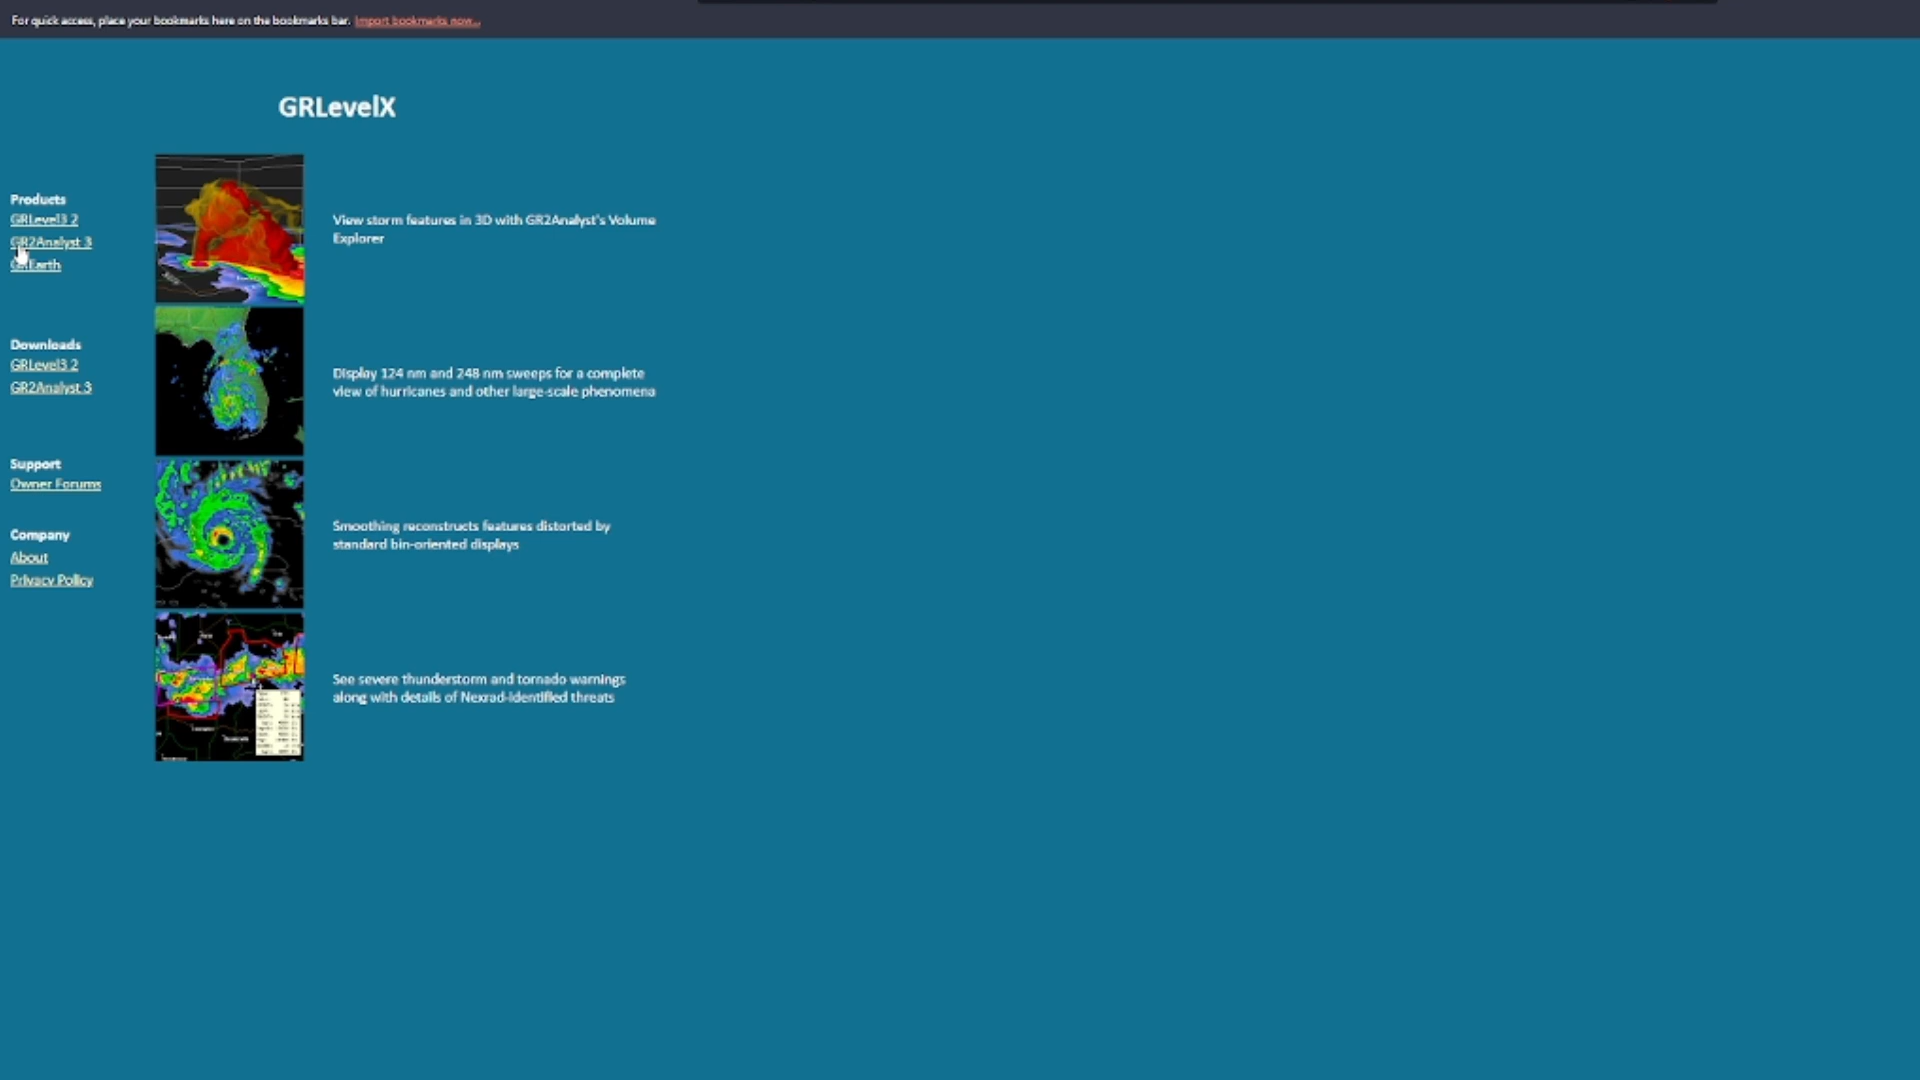 For quick access, place your bookmarks here on the bookmarks bar. Import bookmarks now...
GRLevelX
Products
GRLevel3 2
GR2Analyst 3
GREarth
Downloads
GRLevel3 2
GR2Analyst 3
Support
Owner Forums
Company
About
Privacy Policy
View storm features in 3D with GR2Analyst's Volume
Explorer
Display 124 nm and 248 nm sweeps for a complete
view of hurricanes and other large-scale phenomena
Smoothing reconstructs features distorted by
standard bin-oriented displays
See severe thunderstorm and tornado warnings
along with details of Nexrad-identified threats